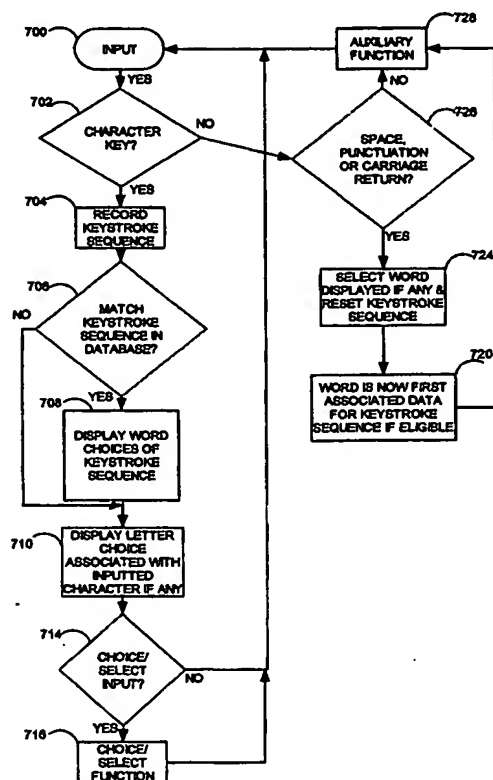 700
INPUT
YES
702
CHARACTER
KEY?
NO
YES
704
RECORD
KEYSTROKE
SEQUENCE
706
MATCH
KEYSTROKE
SEQUENCE IN
DATABASE?
NO
YES
708
DISPLAY WORD
CHOICES OF
KEYSTROKE
SEQUENCE
710
DISPLAY LETTER
CHOICE
ASSOCIATED WITH
INPUTTED
CHARACTER IF ANY
714
CHOICE/
SELECT
INPUT?
NO
YES
716
CHOICE/
SELECT
FUNCTION
728
AUXILIARY
FUNCTION
NO
726
SPACE,
PUNCTUATION
OR CARRIAGE
RETURN?
YES
724
SELECT WORD
DISPLAYED IF ANY &
RESET KEYSTROKE
SEQUENCE
720
WORD IS NOW FIRST
ASSOCIATED DATA
FOR KEYSTROKE
SEQUENCE IF ELIGIBLE